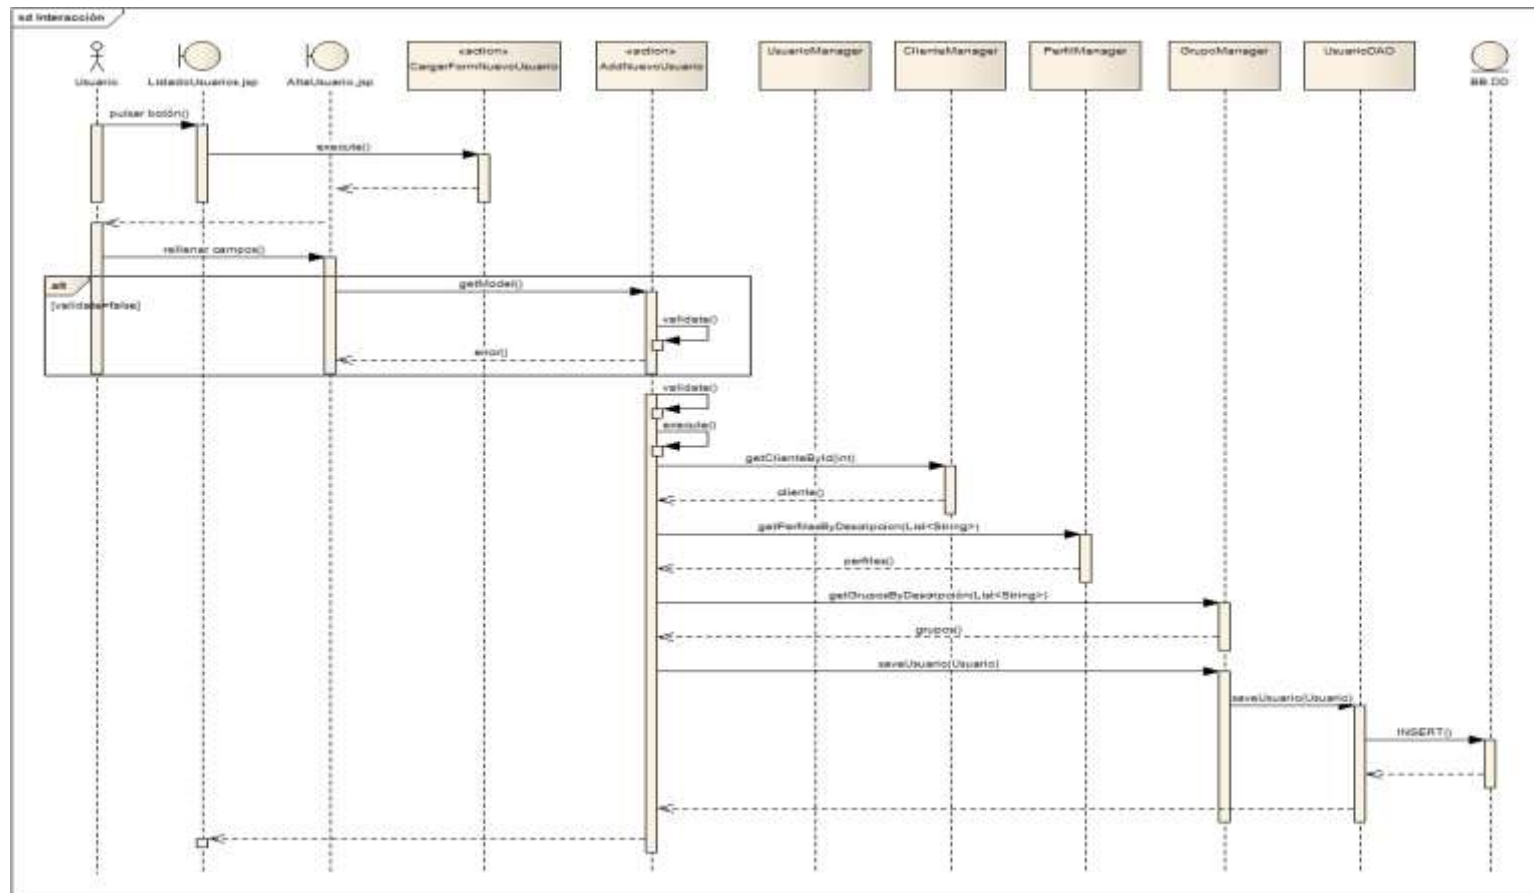 sd Interacción
Usuario
ListadoUsuarios.jsp
AltaUsuario.jsp
«action»
CargarFormNuevoUsuario
«action»
AddNuevoUsuario
UsuarioManager
ClienteManager
PerfilManager
GrupoManager
UsuarioDAO
BB.DD
pulsar botón()
execute()
rellenar campos()
alt
[validate=false]
getModel()
validate()
error()
validate()
execute()
getClienteById(int)
cliente()
getPerfilesByDescripcion(List<String>)
perfiles()
getGruposByDescripción(List<String>)
grupos()
saveUsuario(Usuario)
saveUsuario(Usuario)
INSERT()